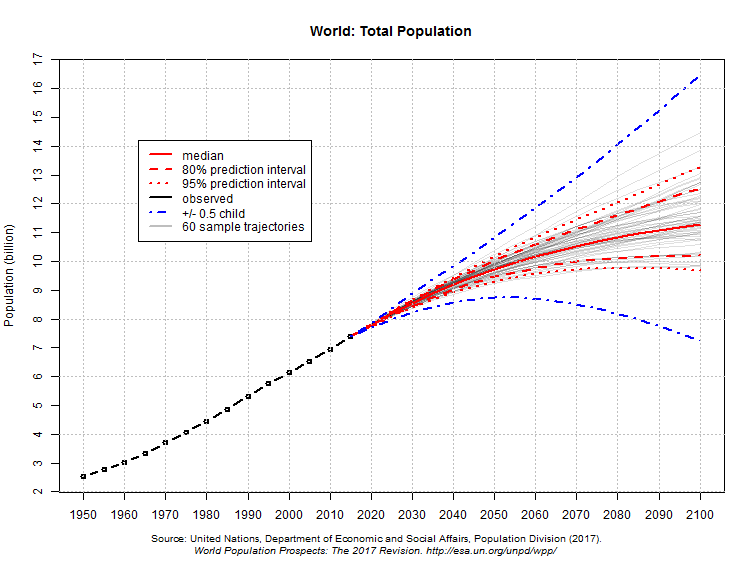 World: Total Population
Population (billion)
17
16
15
14
13
12
11
10
9
8
7
6
5
4
3
2
median
80% prediction interval
95% prediction interval
observed
+/- 0.5 child
60 sample trajectories
1950 1960 1970 1980 1990 2000 2010 2020 2030 2040 2050 2060 2070 2080 2090 2100
Source: United Nations, Department of Economic and Social Affairs, Population Division (2017).
World Population Prospects: The 2017 Revision. http://esa.un.org/unpd/wpp/